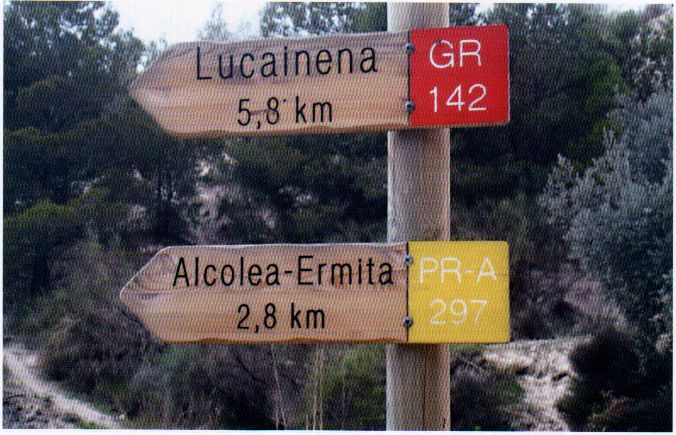 Lucainena
5,8 km
GR
142
Alcolea-Ermita
2,8 km
PR-A
297